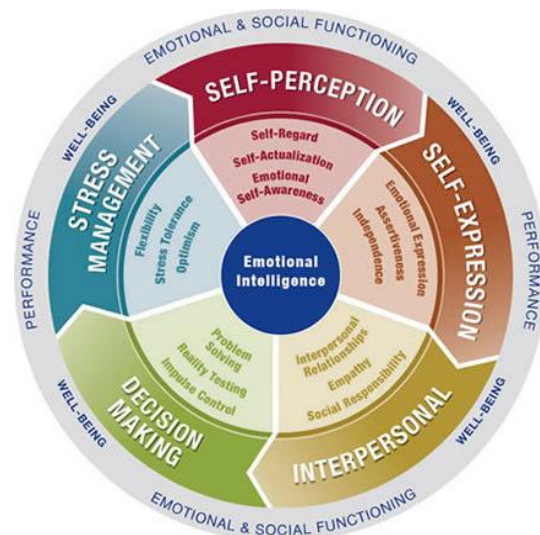 EMOTIONAL & SOCIAL FUNCTIONING
WELL-BEING
SELF-PERCEPTION
Self-Regard
Self-Actualization
Emotional
Self-Awareness
WELL-BEING
SELF-EXPRESSION
Emotional Expression
Assertiveness
Independence
PERFORMANCE
STRESS
MANAGEMENT
Flexibility
Stress Tolerance
Optimism
PERFORMANCE
Emotional
Intelligence
Interpersonal
Relationships
Empathy
Social Responsibility
INTERPERSONAL
WELL-BEING
Problem
Solving
Reality Testing
Impulse Control
DECISION
MAKING
WELL-BEING
EMOTIONAL & SOCIAL FUNCTIONING